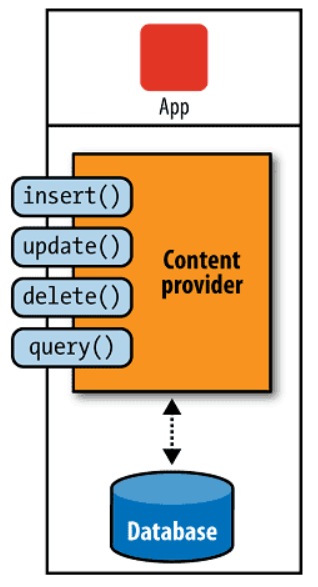 App
insert()
update()
delete()
query()
Content
provider
Database